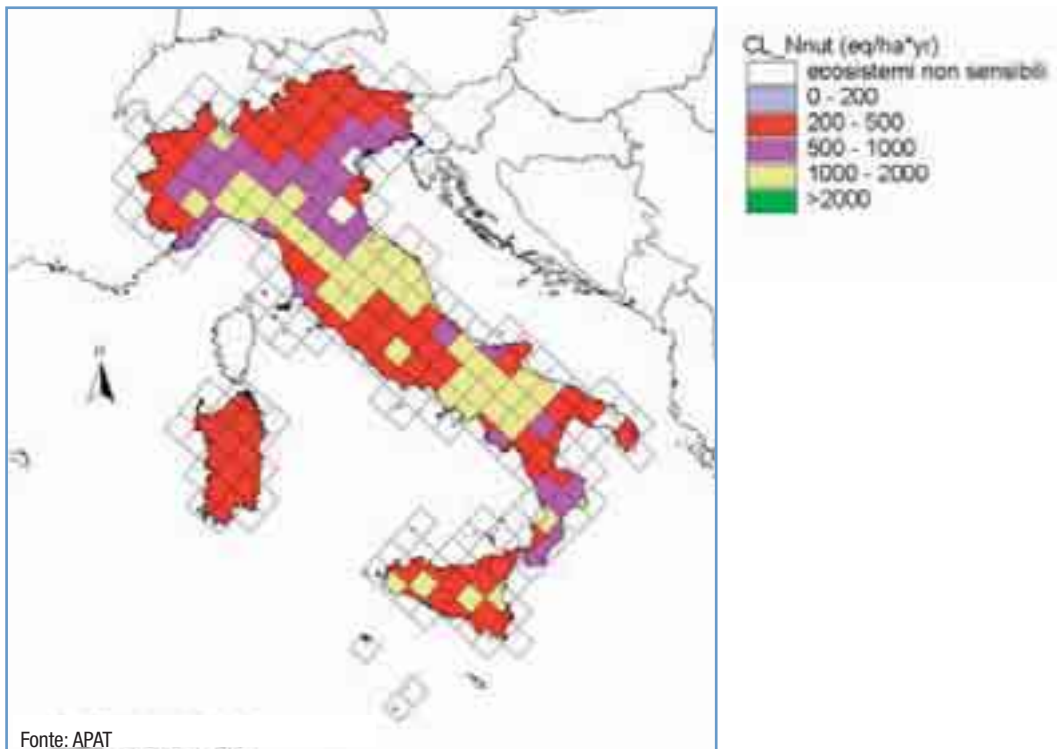 CL_Nnut (eq/ha*yr)
ecosistemi non sensibili
0 - 200
200 - 500
500 - 1000
1000 - 2000
>2000
Fonte: APAT